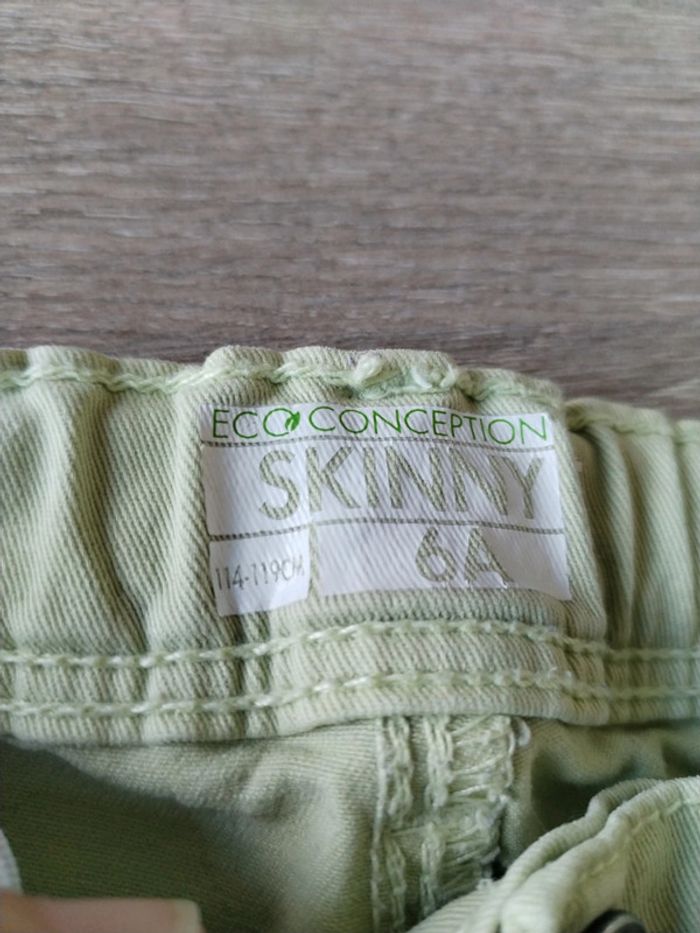 ECO CONCEPTION
SKINNY
114-119CM
6A